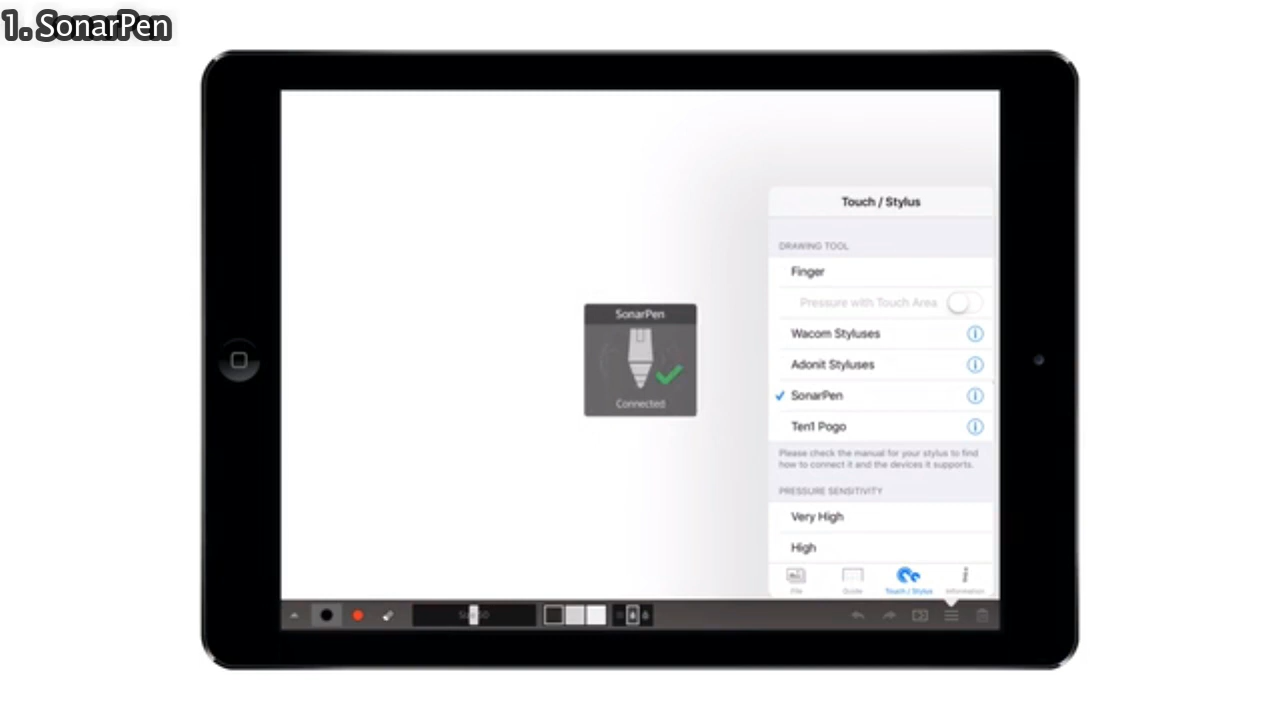 1. SonarPen
Touch / Stylus
DRAWING TOOL
Finger
Pressure with Touch Area
Wacom Styluses
Adonit Styluses
SonarPen
Ten1 Pogo
Please check the manual for your stylus to find
how to connect it and the devices it supports.
PRESSURE SENSITIVITY
Very High
High
File
Guide
Touch / Stylus
Information
SonarPen
Connected